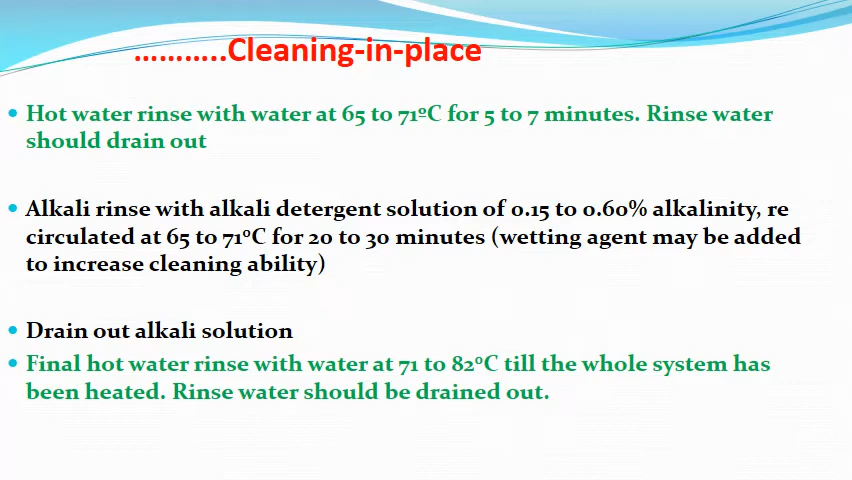 ………..Cleaning-in-place
• Hot water rinse with water at 65 to 71ºC for 5 to 7 minutes. Rinse water
should drain out
• Alkali rinse with alkali detergent solution of 0.15 to 0.60% alkalinity, re
circulated at 65 to 71ºC for 20 to 30 minutes (wetting agent may be added
to increase cleaning ability)
• Drain out alkali solution
• Final hot water rinse with water at 71 to 82ºC till the whole system has
been heated. Rinse water should be drained out.